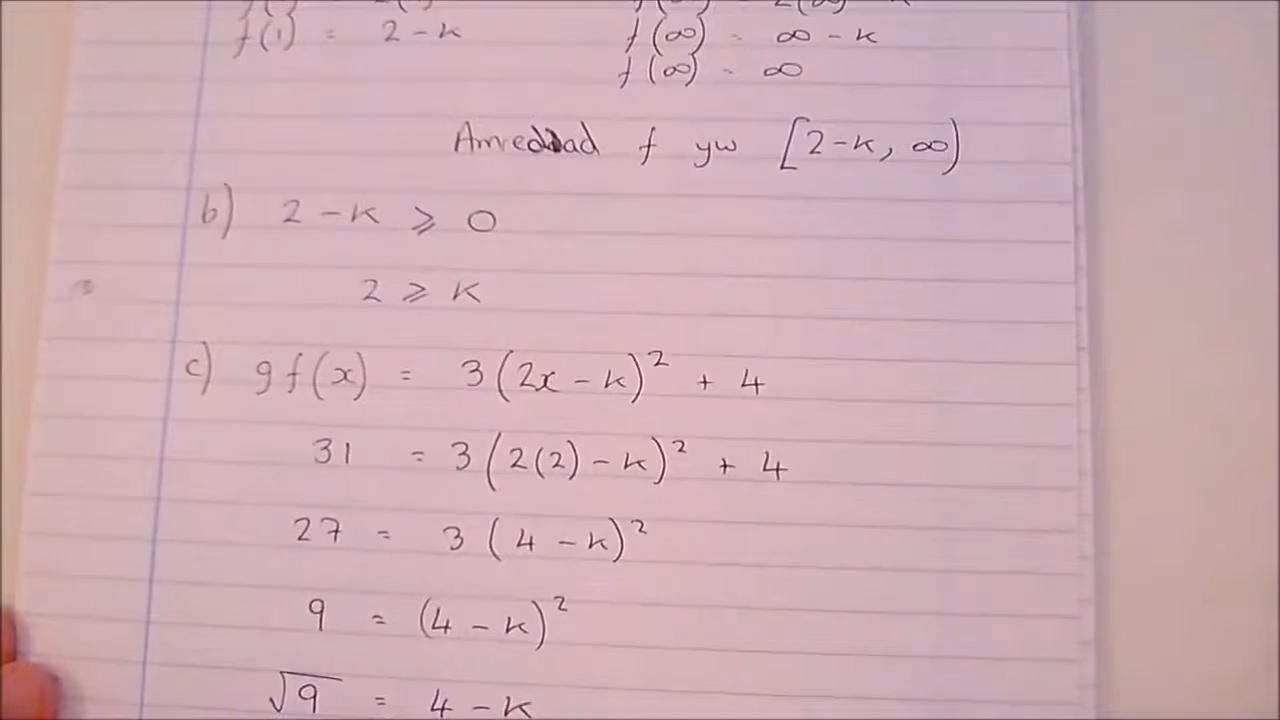 f(1) = 2 - k
f(∞) = ∞ - k
f(∞) = ∞
Amrediad f yw [2-k, ∞)
b) 2 - k ⩾ 0
2 ⩾ k
c) gf(x) = 3(2x - k)² + 4
31 = 3(2(2) - k)² + 4
27 = 3(4 - k)²
9 = (4 - k)²
√9 = 4 - k